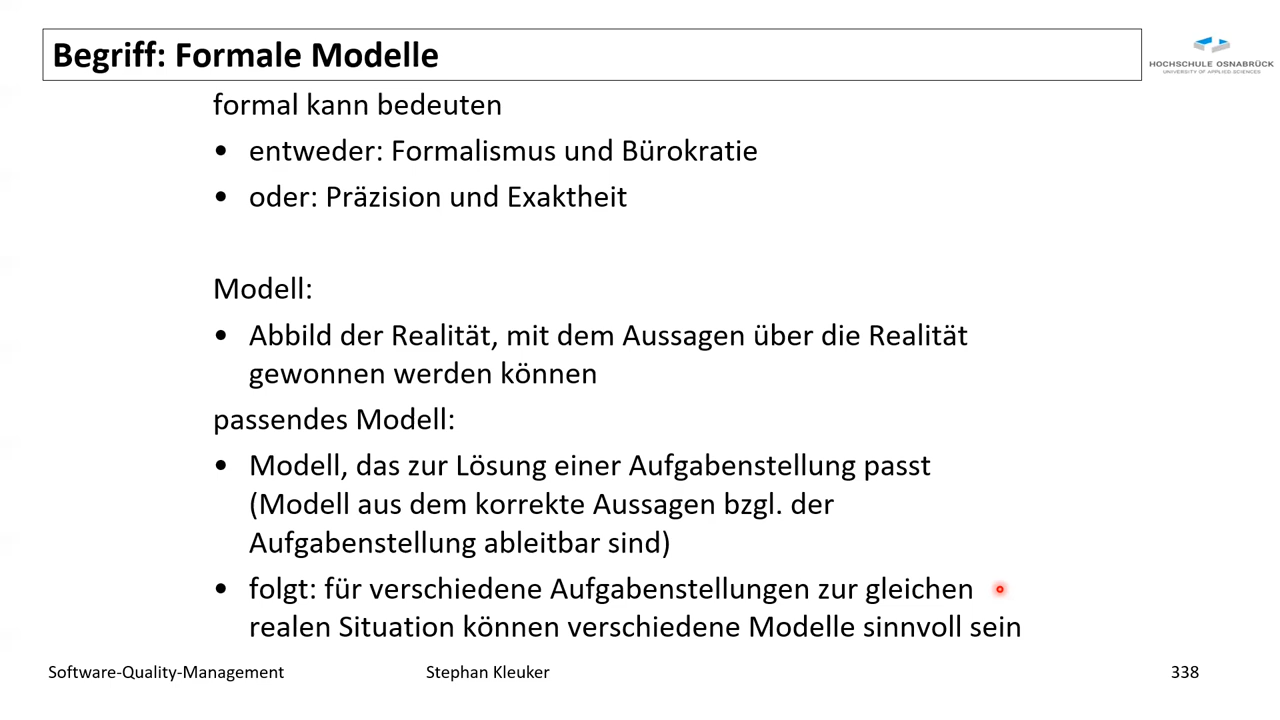 Begriff: Formale Modelle
HOCHSCHULE OSNABRÜCK
UNIVERSITY OF APPLIED SCIENCES
formal kann bedeuten
• entweder: Formalismus und Bürokratie
• oder: Präzision und Exaktheit
Modell:
• Abbild der Realität, mit dem Aussagen über die Realität
gewonnen werden können
passendes Modell:
• Modell, das zur Lösung einer Aufgabenstellung passt
(Modell aus dem korrekte Aussagen bzgl. der
Aufgabenstellung ableitbar sind)
• folgt: für verschiedene Aufgabenstellungen zur gleichen
realen Situation können verschiedene Modelle sinnvoll sein
Software-Quality-Management
Stephan Kleuker
338